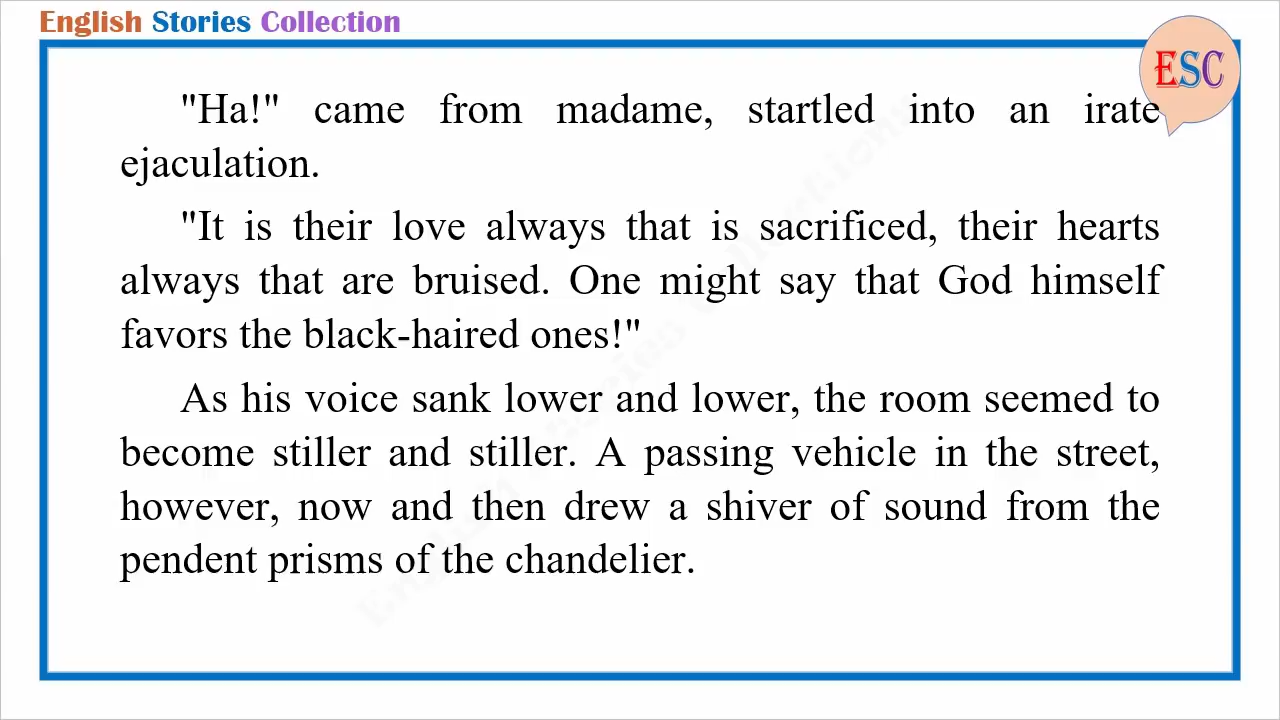 English Stories Collection
ESC
"Ha!" came from madame, startled into an irate
ejaculation.
"It is their love always that is sacrificed, their hearts
always that are bruised. One might say that God himself
favors the black-haired ones!"
As his voice sank lower and lower, the room seemed to
become stiller and stiller. A passing vehicle in the street,
however, now and then drew a shiver of sound from the
pendent prisms of the chandelier.
English Stories Collections